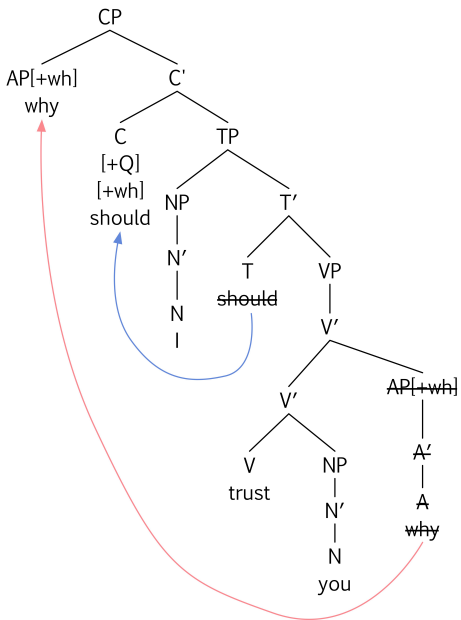 CP
AP[+wh]
why
C'
C
[+Q]
[+wh]
should
TP
NP
N′
N
I
T′
T
should
VP
V′
V′
V
trust
NP
N′
N
you
AP[+wh]
A′
A
why